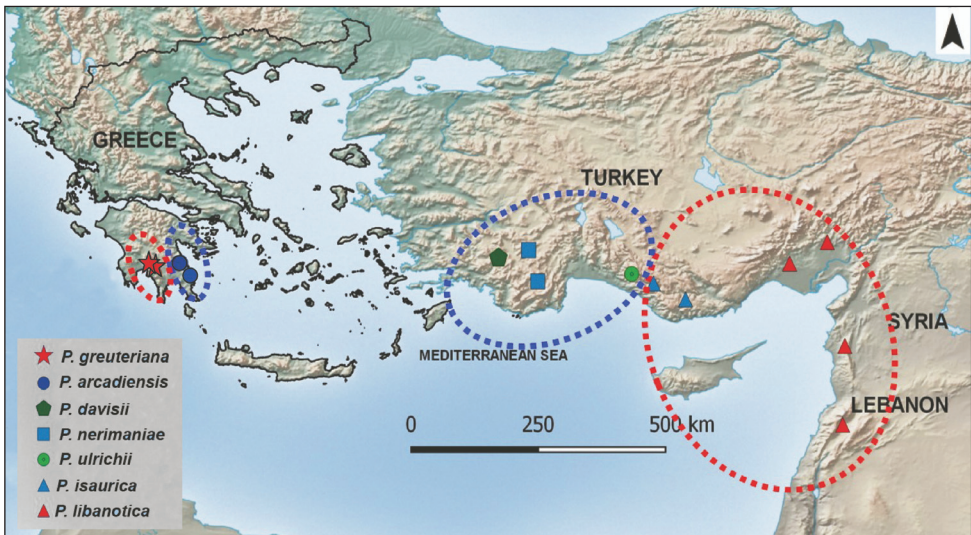 GREECE
TURKEY
MEDITERRANEAN SEA
SYRIA
LEBANON
0 250 500 km
P. greuteriana
P. arcadiensis
P. davisii
P. nerimaniae
P. ulrichii
P. isaurica
P. libanotica